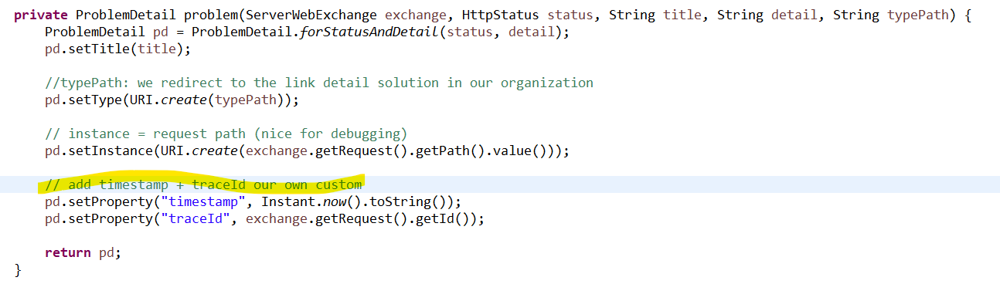 private ProblemDetail problem(ServerWebExchange exchange, HttpStatus status, String title, String detail, String typePath) {
    ProblemDetail pd = ProblemDetail.forStatusAndDetail(status, detail);
    pd.setTitle(title);

    //typePath: we redirect to the link detail solution in our organization
    pd.setType(URI.create(typePath));

    // instance = request path (nice for debugging)
    pd.setInstance(URI.create(exchange.getRequest().getPath().value()));

    // add timestamp + traceId our own custom
    pd.setProperty("timestamp", Instant.now().toString());
    pd.setProperty("traceId", exchange.getRequest().getId());

    return pd;
}